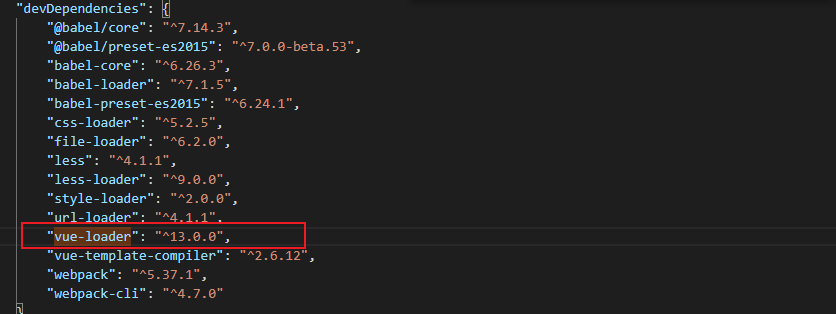 "devDependencies": {
"@babel/core": "^7.14.3",
"@babel/preset-es2015": "^7.0.0-beta.53",
"babel-core": "^6.26.3",
"babel-loader": "^7.1.5",
"babel-preset-es2015": "^6.24.1",
"css-loader": "^5.2.5",
"file-loader": "^6.2.0",
"less": "^4.1.1",
"less-loader": "^9.0.0",
"style-loader": "^2.0.0",
"url-loader": "^4.1.1",
"vue-loader": "^13.0.0",
"vue-template-compiler": "^2.6.12",
"webpack": "^5.37.1",
"webpack-cli": "^4.7.0"
}